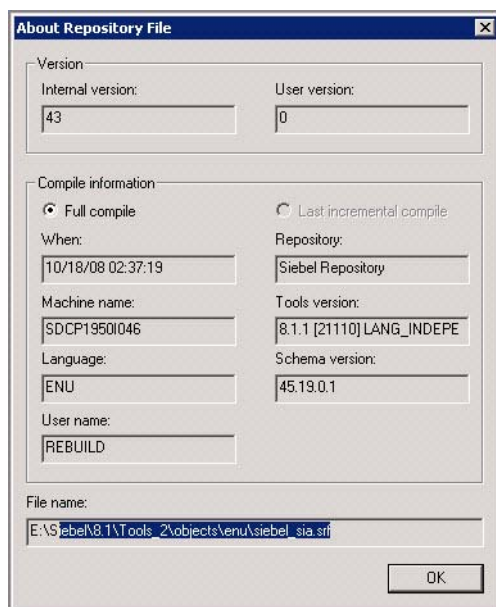 About Repository File
Version
Internal version:
User version:
43
0
Compile information
Full compile
Last incremental compile
When:
Repository:
10/18/08 02:37:19
Siebel Repository
Machine name:
Tools version:
SDCP1950I046
8.1.1 [21110] LANG_INDEPE
Language:
Schema version:
ENU
45.19.0.1
User name:
REBUILD
File name:
E:\Siebel\8.1\Tools_2\objects\enu\siebel_sia.srf
OK